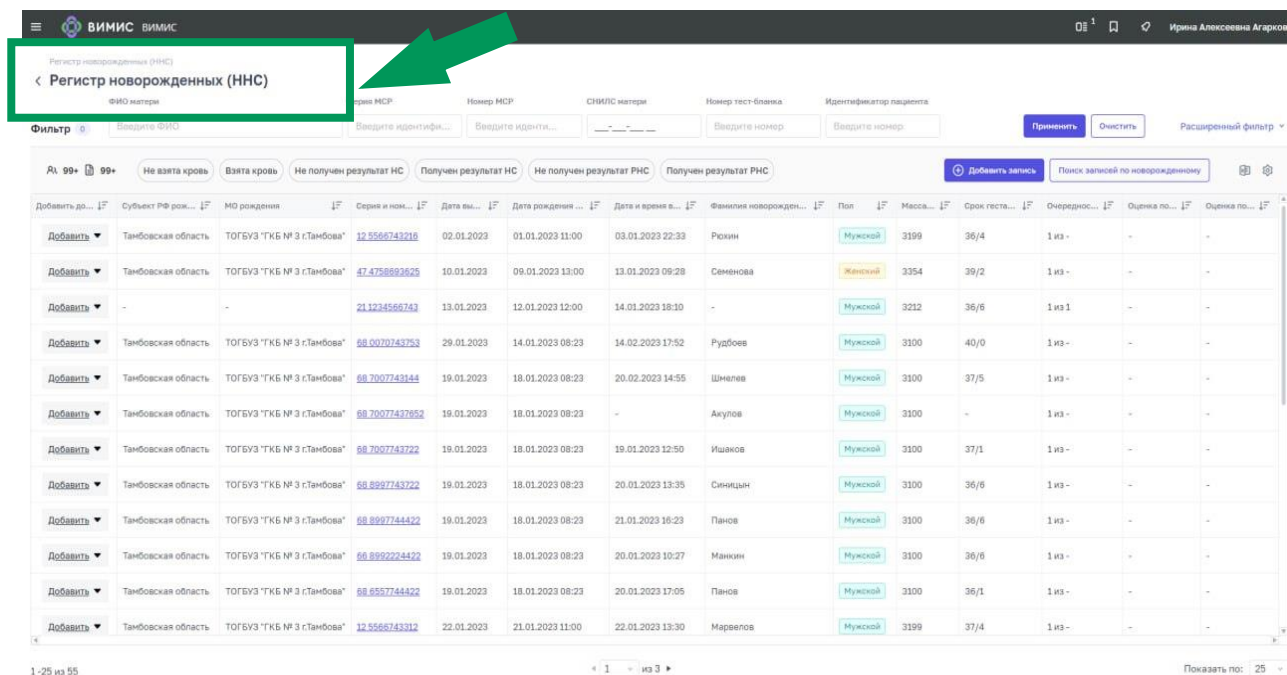 ВИМИС ВИМИС 1 Ирина Алексеевна Агарков
Регистр новорожденных (ННС)
Регистр новорожденных (ННС)
ФИО матери ерия МСР Номер МСР СНИЛС матери Номер тест-бланка Идентификатор пациента
Фильтр 0 Введите ФИО Введите идентифи... Введите иденти... _-_-_ _ Введите номер Введите номер Применить Очистить Расширенный фильтр
99+ 99+ Не взята кровь Взята кровь Не получен результат НС Получен результат НС Не получен результат РНС Получен результат РНС Добавить запись Поиск записей по новорожденному
Добавить до... Субъект РФ рож... МО рождения Серия и ном... Дата вы... Дата рождения ... Дата и время в... Фамилия новорожден... Пол Масса... Срок геста... Очереднос... Оценка по... Оценка по...
Добавить Тамбовская область ТОГБУЗ "ГКБ № 3 г.Тамбова" 12 5566743216 02.01.2023 01.01.2023 11:00 03.01.2023 22:33 Рюхин Мужской 3199 36/4 1 из - - -
Добавить Тамбовская область ТОГБУЗ "ГКБ № 3 г.Тамбова" 47 4758693625 10.01.2023 09.01.2023 13:00 13.01.2023 09:28 Семенова Женский 3354 39/2 1 из - - -
Добавить - - 21 1234566743 13.01.2023 12.01.2023 12:00 14.01.2023 18:10 - Мужской 3212 36/6 1 из 1 - -
Добавить Тамбовская область ТОГБУЗ "ГКБ № 3 г.Тамбова" 68 0070743753 29.01.2023 14.01.2023 08:23 14.02.2023 17:52 Рудбоев Мужской 3100 40/0 1 из - - -
Добавить Тамбовская область ТОГБУЗ "ГКБ № 3 г.Тамбова" 68 7007743144 19.01.2023 18.01.2023 08:23 20.02.2023 14:55 Шмелев Мужской 3100 37/5 1 из - - -
Добавить Тамбовская область ТОГБУЗ "ГКБ № 3 г.Тамбова" 68 70077437652 19.01.2023 18.01.2023 08:23 - Акулов Мужской 3100 - 1 из - - -
Добавить Тамбовская область ТОГБУЗ "ГКБ № 3 г.Тамбова" 68 7007743722 19.01.2023 18.01.2023 08:23 19.01.2023 12:50 Ишаков Мужской 3100 37/1 1 из - - -
Добавить Тамбовская область ТОГБУЗ "ГКБ № 3 г.Тамбова" 68 8997743722 19.01.2023 18.01.2023 08:23 20.01.2023 13:35 Синицын Мужской 3100 36/6 1 из - - -
Добавить Тамбовская область ТОГБУЗ "ГКБ № 3 г.Тамбова" 68 8997744422 19.01.2023 18.01.2023 08:23 21.01.2023 16:23 Панов Мужской 3100 36/6 1 из - - -
Добавить Тамбовская область ТОГБУЗ "ГКБ № 3 г.Тамбова" 66 8992224422 19.01.2023 18.01.2023 08:23 20.01.2023 10:27 Манкин Мужской 3100 36/6 1 из - - -
Добавить Тамбовская область ТОГБУЗ "ГКБ № 3 г.Тамбова" 68 6557744422 19.01.2023 18.01.2023 08:23 20.01.2023 17:05 Панов Мужской 3100 36/1 1 из - - -
Добавить Тамбовская область ТОГБУЗ "ГКБ № 3 г.Тамбова" 12 5566743312 22.01.2023 21.01.2023 11:00 22.01.2023 13:30 Марвелов Мужской 3199 37/4 1 из - - -
1-25 из 55 1 из 3 Показать по: 25